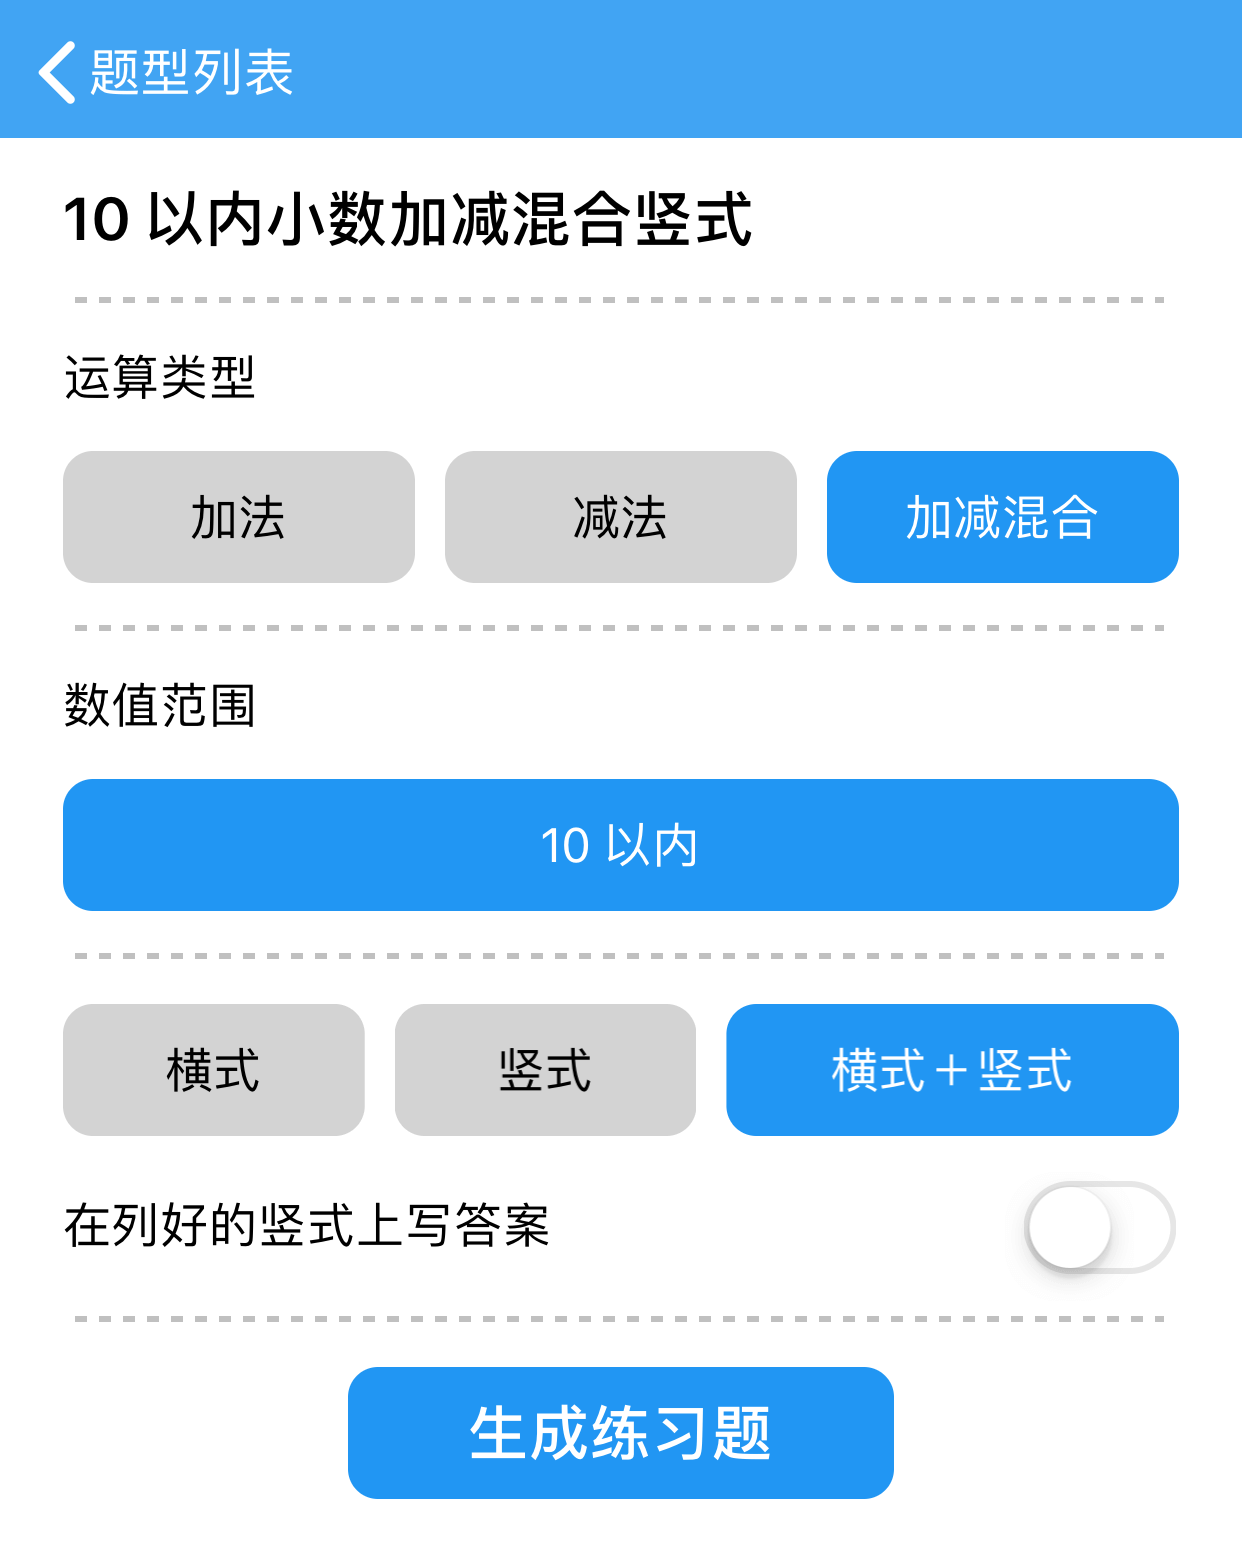 题型列表
10 以内小数加减混合竖式
运算类型
加法 减法 加减混合
数值范围
10 以内
横式 竖式 横式＋竖式
在列好的竖式上写答案
生成练习题